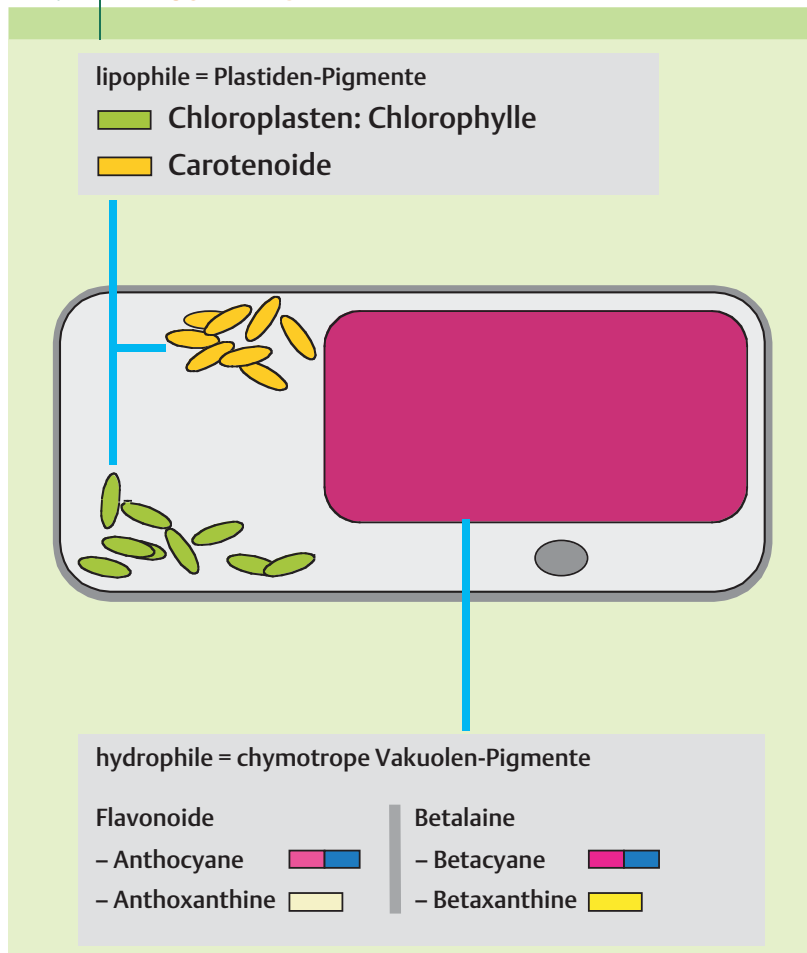 lipophile = Plastiden-Pigmente
Chloroplasten: Chlorophylle
Carotenoide
hydrophile = chymotrope Vakuolen-Pigmente
Flavonoide
– Anthocyane
– Anthoxanthine
Betalaine
– Betacyane
– Betaxanthine